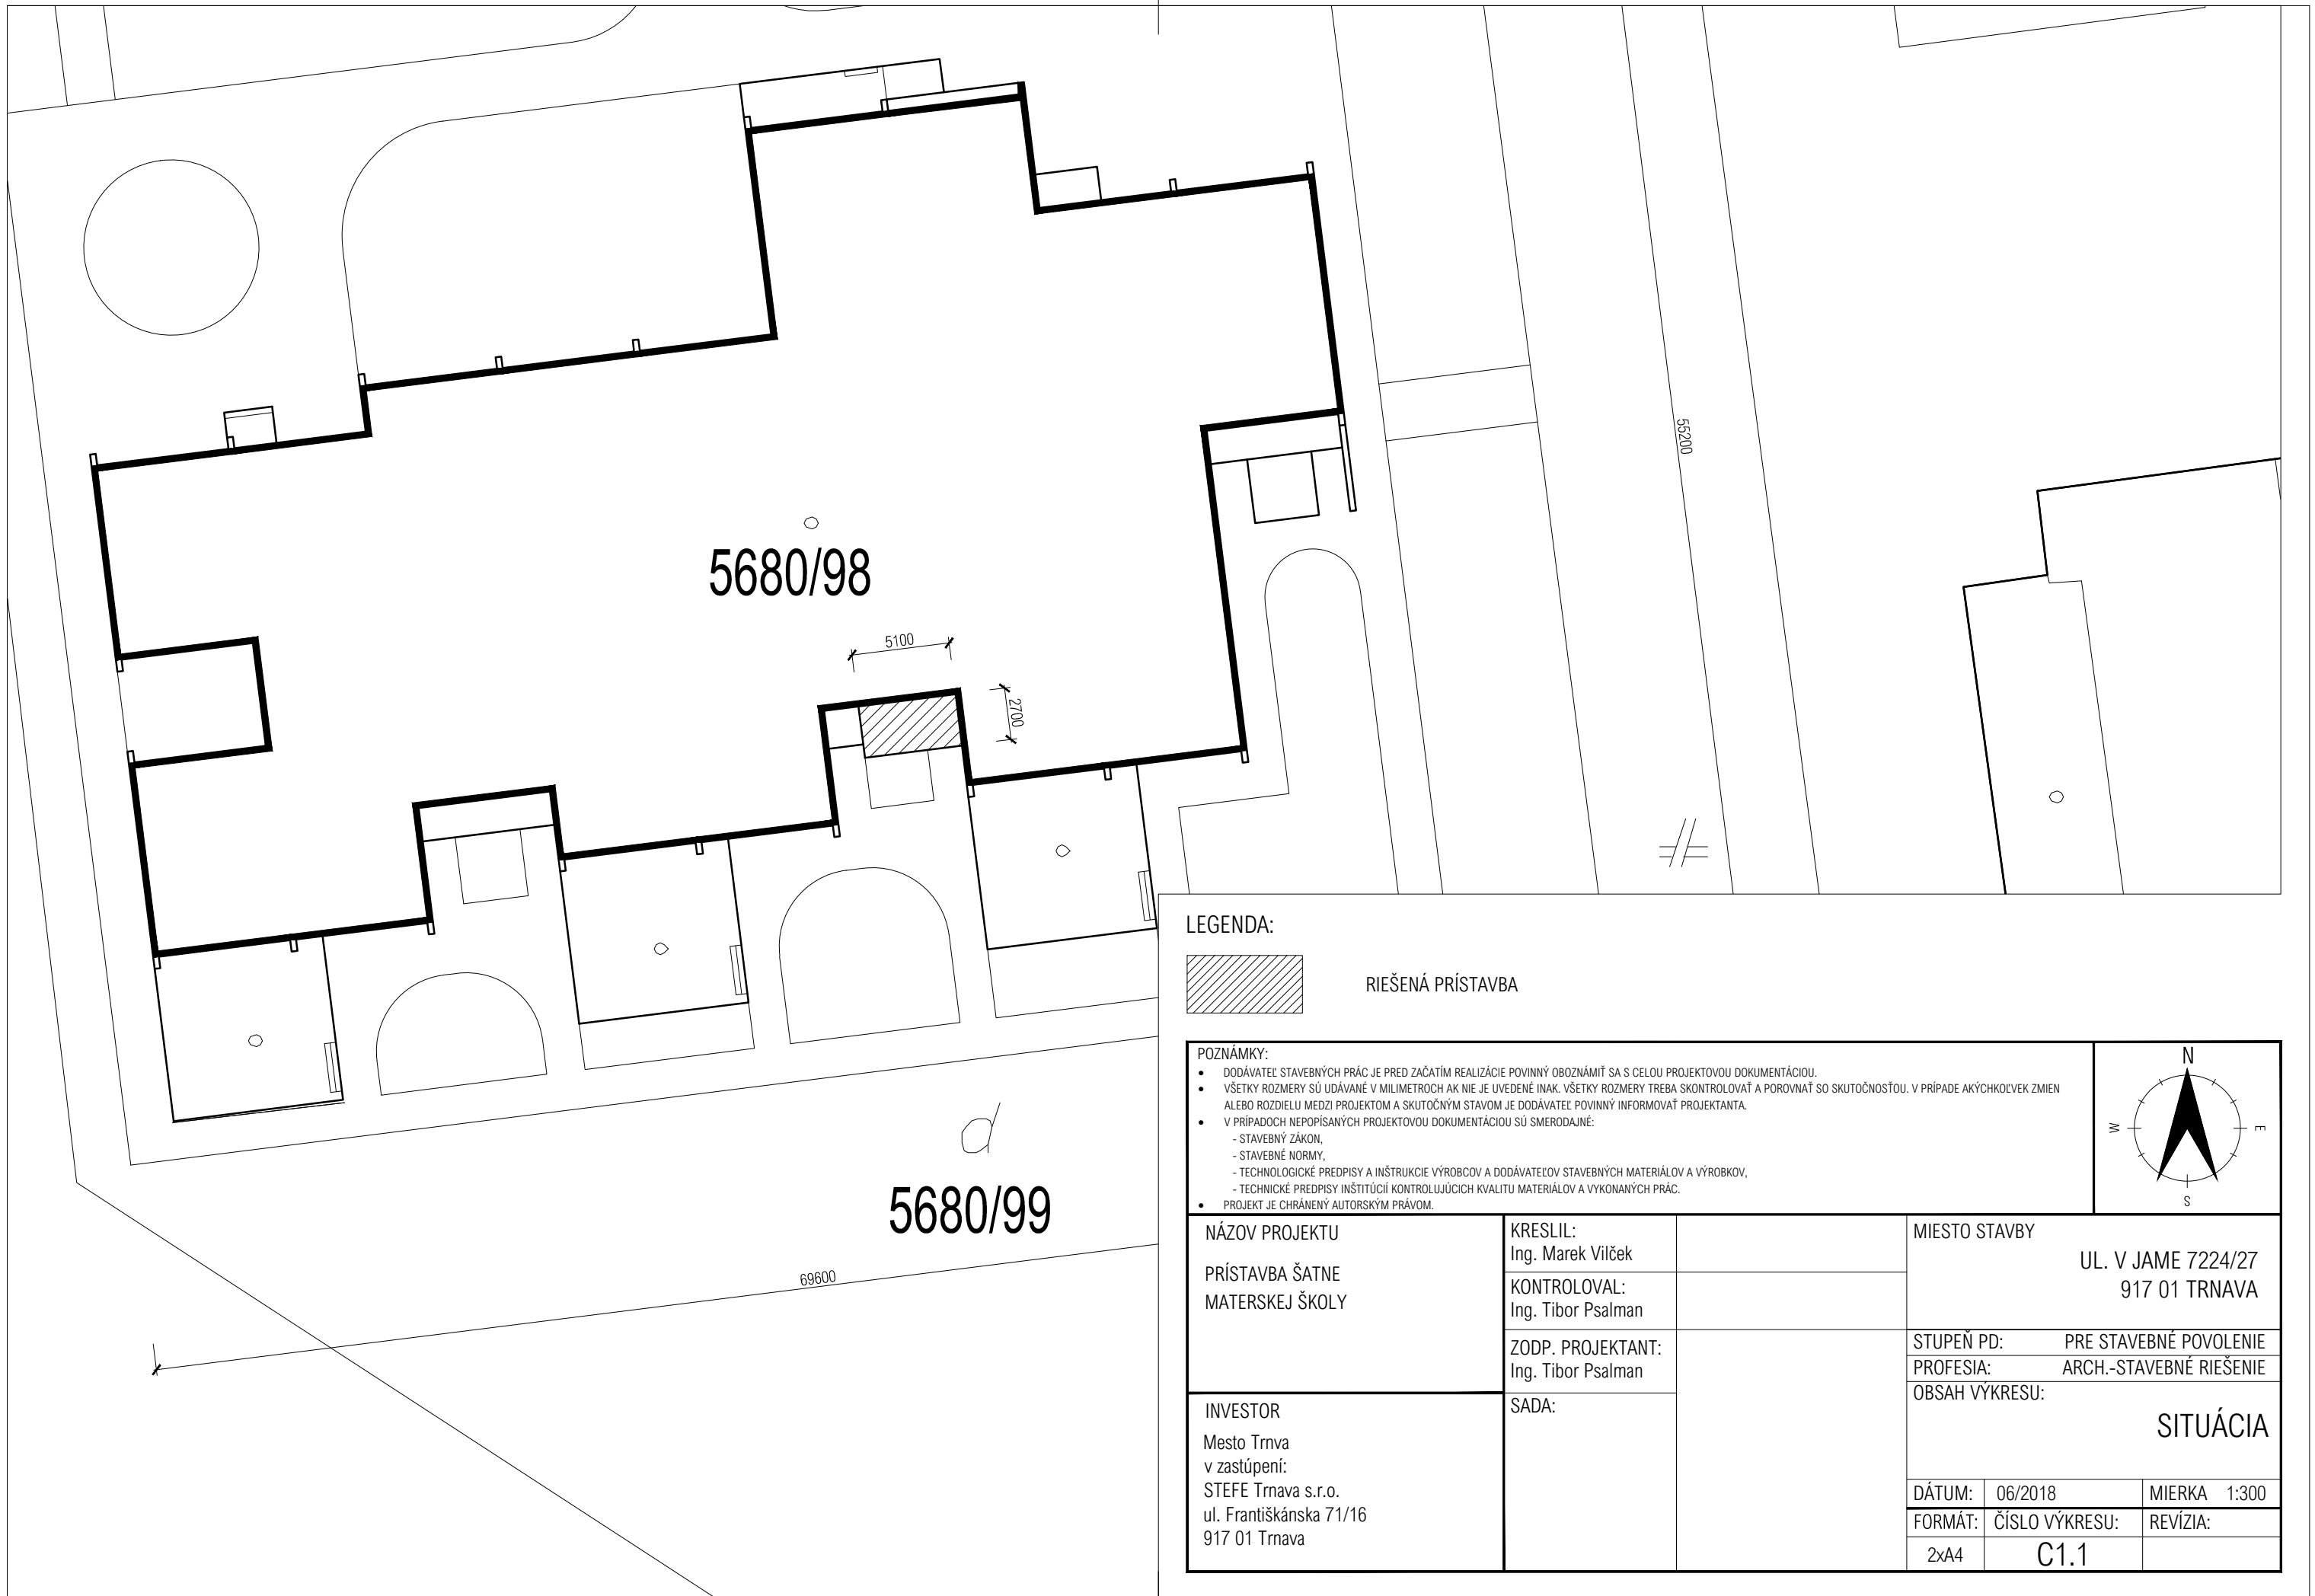 55200
5680/98
5100
2700
5680/99
69600
LEGENDA:
RIEŠENÁ PRÍSTAVBA
POZNÁMKY:
• DODÁVATEĽ STAVEBNÝCH PRÁC JE PRED ZAČATÍM REALIZÁCIE POVINNÝ OBOZNÁMIŤ SA S CELOU PROJEKTOVOU DOKUMENTÁCIOU.
• VŠETKY ROZMERY SÚ UDÁVANÉ V MILIMETROCH AK NIE JE UVEDENÉ INAK. VŠETKY ROZMERY TREBA SKONTROLOVAŤ A POROVNAŤ SO SKUTOČNOSŤOU. V PRÍPADE AKÝCHKOĽVEK ZMIEN
ALEBO ROZDIELU MEDZI PROJEKTOM A SKUTOČNÝM STAVOM JE DODÁVATEĽ POVINNÝ INFORMOVAŤ PROJEKTANTA.
• V PRÍPADOCH NEPOPÍSANÝCH PROJEKTOVOU DOKUMENTÁCIOU SÚ SMERODAJNÉ:
- STAVEBNÝ ZÁKON,
- STAVEBNÉ NORMY,
- TECHNOLOGICKÉ PREDPISY A INŠTRUKCIE VÝROBCOV A DODÁVATEĽOV STAVEBNÝCH MATERIÁLOV A VÝROBKOV,
- TECHNICKÉ PREDPISY INŠTITÚCIÍ KONTROLUJÚCICH KVALITU MATERIÁLOV A VYKONANÝCH PRÁC.
• PROJEKT JE CHRÁNENÝ AUTORSKÝM PRÁVOM.
N
W
E
S
NÁZOV PROJEKTU
PRÍSTAVBA ŠATNE
MATERSKEJ ŠKOLY
INVESTOR
Mesto Trnva
v zastúpení:
STEFE Trnava s.r.o.
ul. Františkánska 71/16
917 01 Trnava
KRESLIL:
Ing. Marek Vilček
KONTROLOVAL:
Ing. Tibor Psalman
ZODP. PROJEKTANT:
Ing. Tibor Psalman
SADA:
MIESTO STAVBY
UL. V JAME 7224/27
917 01 TRNAVA
STUPEŇ PD: PRE STAVEBNÉ POVOLENIE
PROFESIA: ARCH.-STAVEBNÉ RIEŠENIE
OBSAH VÝKRESU:
SITUÁCIA
DÁTUM: 06/2018 MIERKA 1:300
FORMÁT: ČÍSLO VÝKRESU: REVÍZIA:
2xA4 C1.1